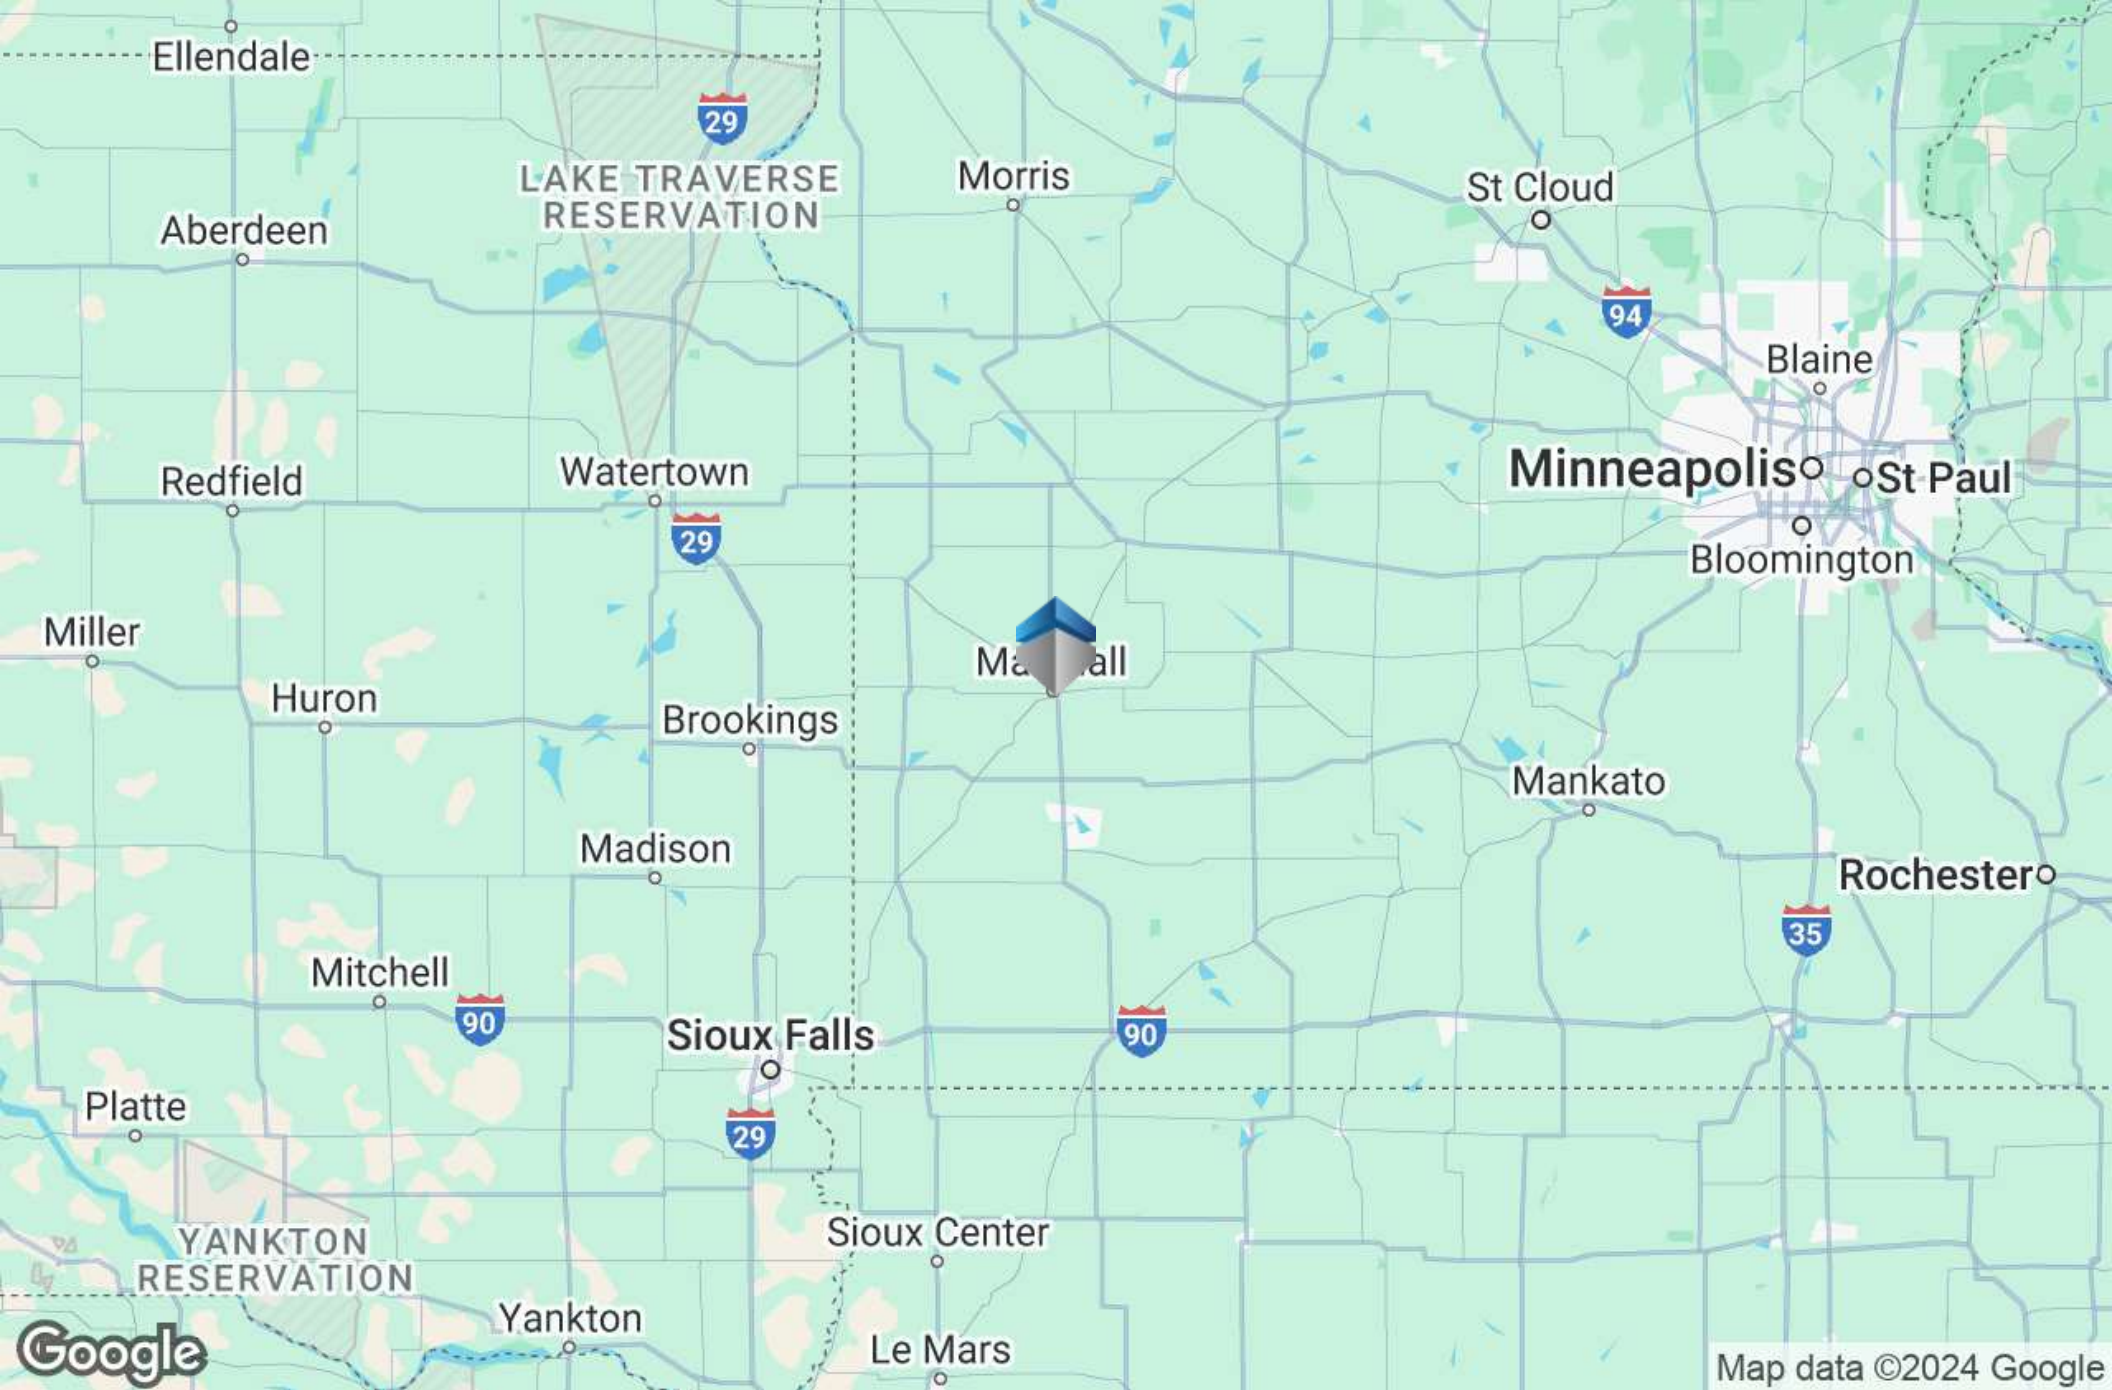 Ellendale
29
LAKE TRAVERSE
RESERVATION
Morris
St Cloud
Aberdeen
94
Blaine
Redfield
Watertown
Minneapolis
St Paul
29
Bloomington
Miller
Huron
Brookings
Mankato
Madison
Rochester
35
Mitchell
90
Sioux Falls
90
Platte
29
YANKTON
RESERVATION
Sioux Center
Yankton
Le Mars
Google
Map data ©2024 Google